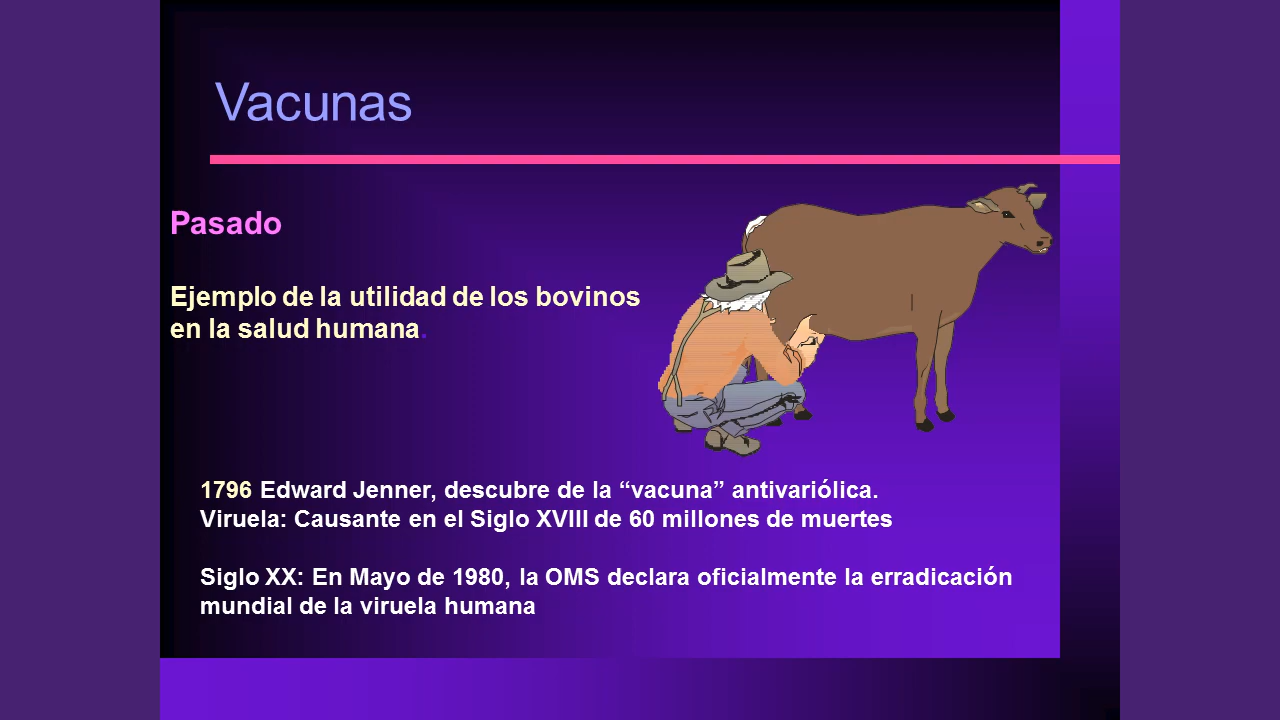 Vacunas
Pasado
Ejemplo de la utilidad de los bovinos
en la salud humana.
1796 Edward Jenner, descubre de la “vacuna” antivariólica.
Viruela: Causante en el Siglo XVIII de 60 millones de muertes
Siglo XX: En Mayo de 1980, la OMS declara oficialmente la erradicación
mundial de la viruela humana